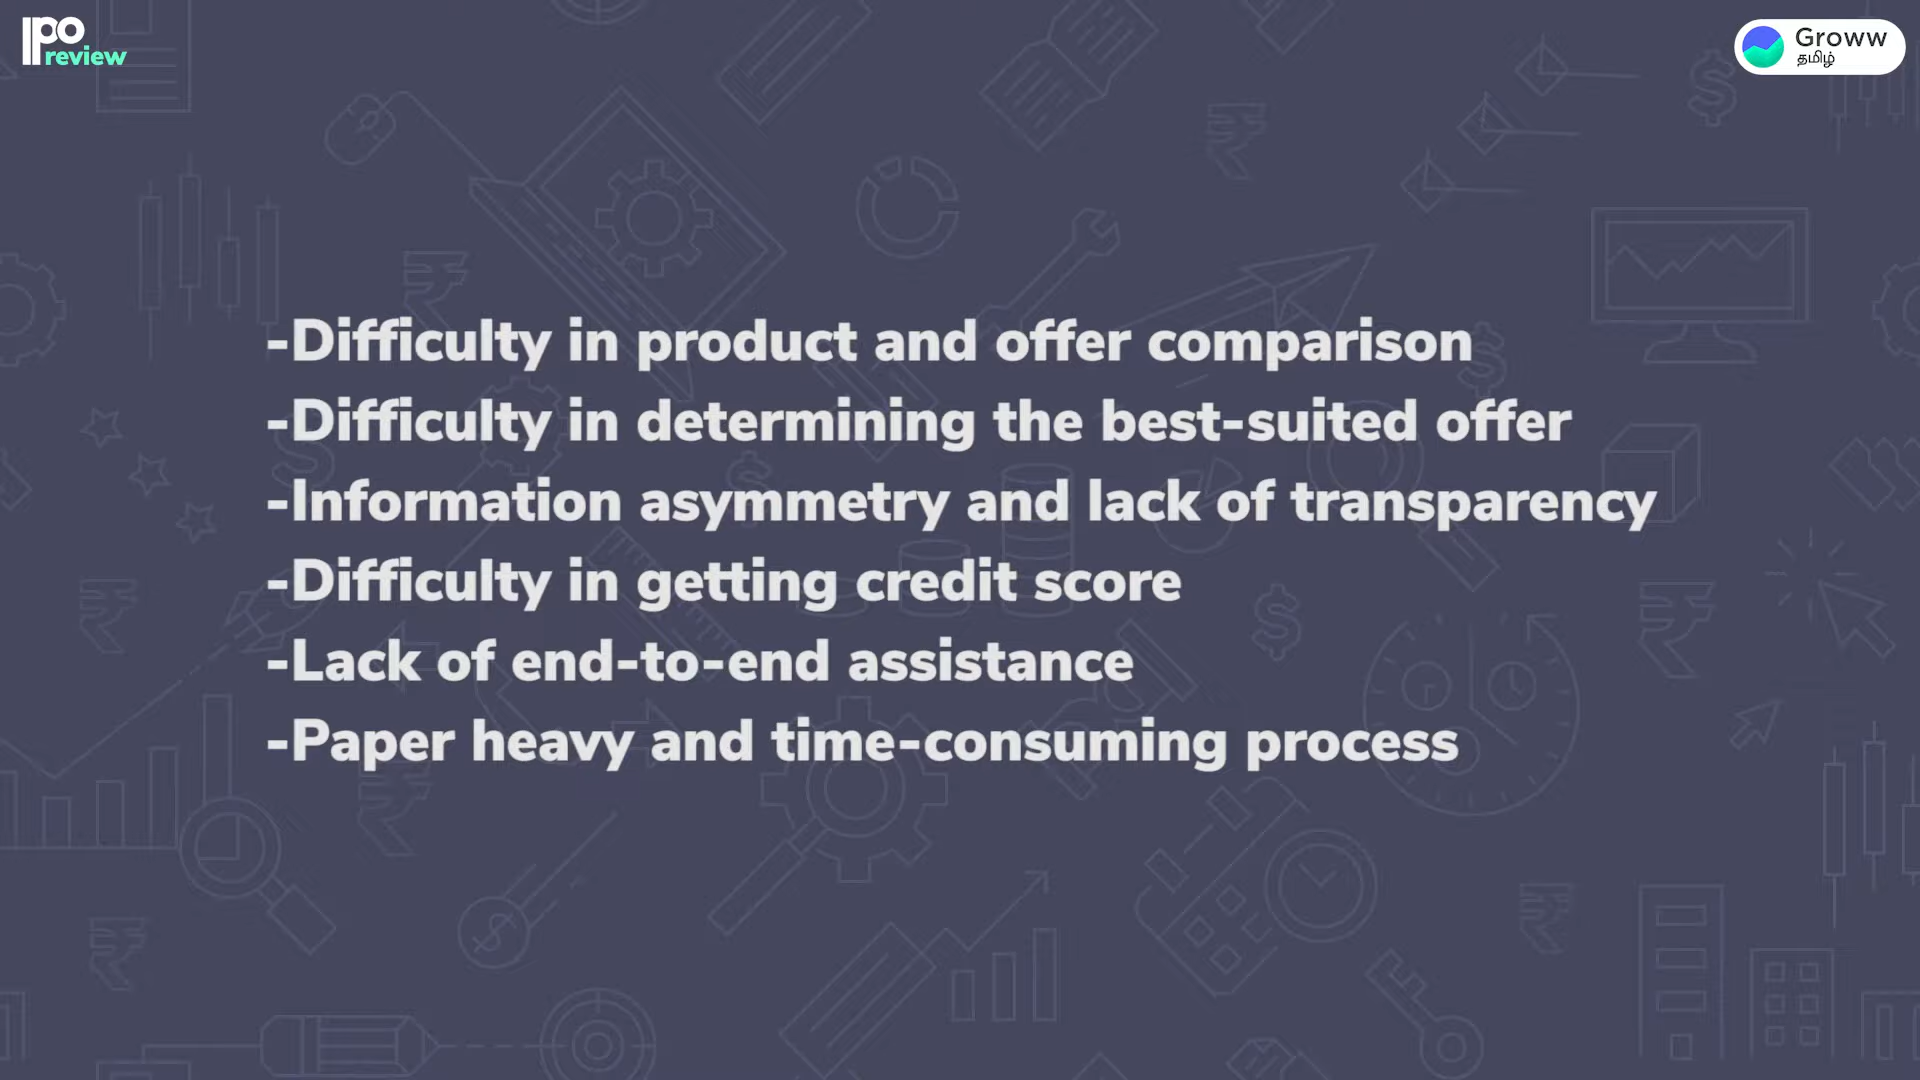 IPO
review
Groww
தமிழ்
-Difficulty in product and offer comparison
-Difficulty in determining the best-suited offer
-Information asymmetry and lack of transparency
-Difficulty in getting credit score
-Lack of end-to-end assistance
-Paper heavy and time-consuming process